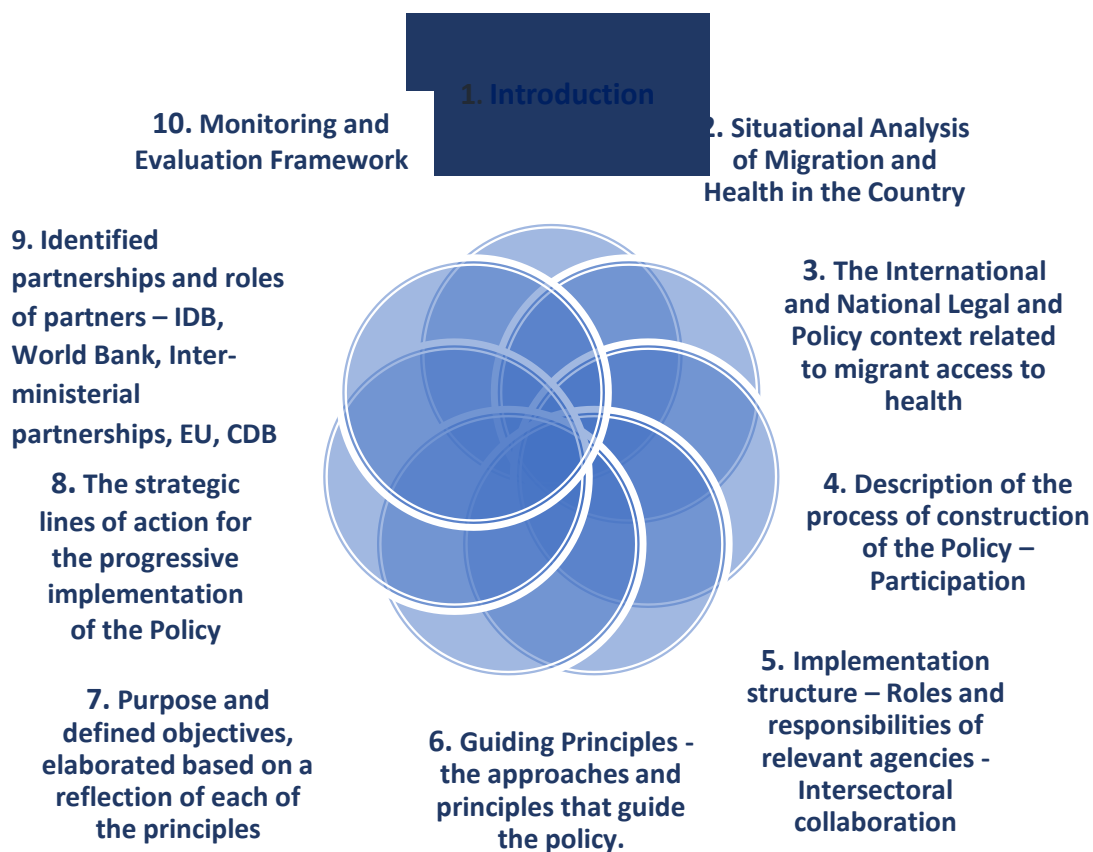 1. Introduction
2. Situational Analysis
of Migration and
Health in the Country
3. The International
and National Legal and
Policy context related
to migrant access to
health
4. Description of the
process of construction
of the Policy –
Participation
5. Implementation
structure – Roles and
responsibilities of
relevant agencies -
Intersectoral
collaboration
6. Guiding Principles -
the approaches and
principles that guide
the policy.
7. Purpose and
defined objectives,
elaborated based on a
reflection of each of
the principles
8. The strategic
lines of action for
the progressive
implementation
of the Policy
9. Identified
partnerships and roles
of partners – IDB,
World Bank, Inter-
ministerial
partnerships, EU, CDB
10. Monitoring and
Evaluation Framework